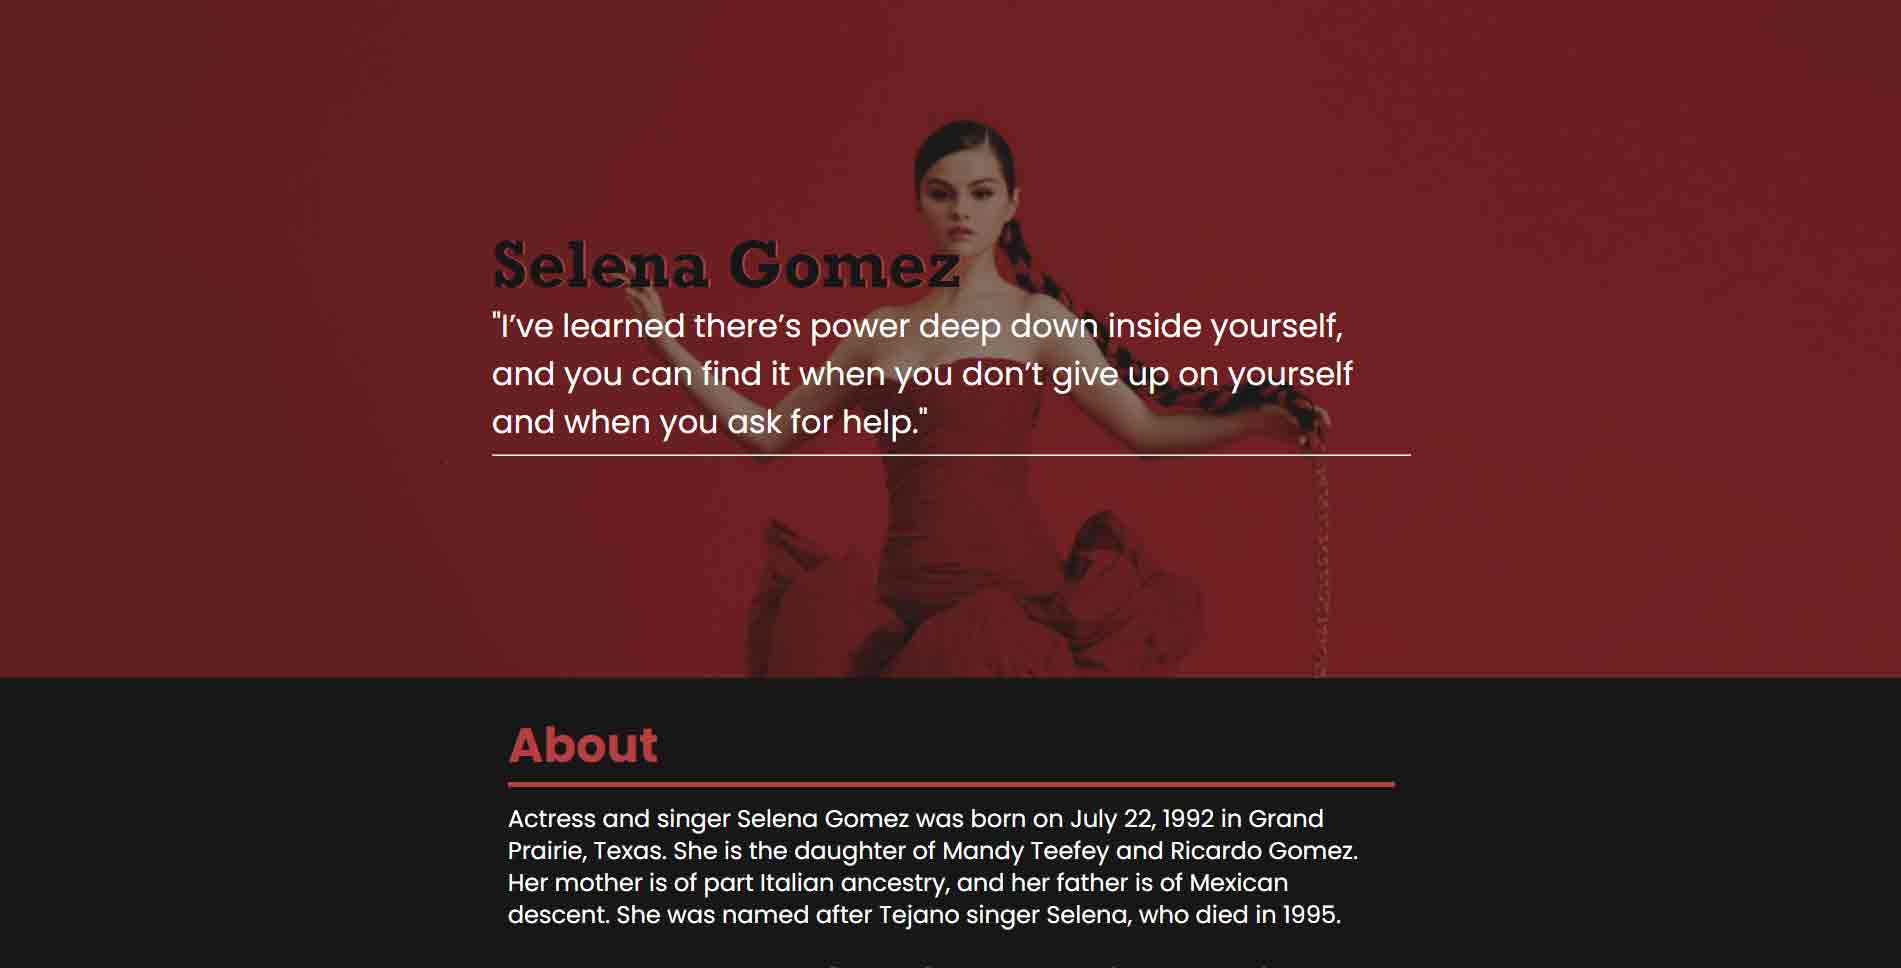 Selena Gomez
"I’ve learned there’s power deep down inside yourself,
and you can find it when you don’t give up on yourself
and when you ask for help."
About
Actress and singer Selena Gomez was born on July 22, 1992 in Grand
Prairie, Texas. She is the daughter of Mandy Teefey and Ricardo Gomez.
Her mother is of part Italian ancestry, and her father is of Mexican
descent. She was named after Tejano singer Selena, who died in 1995.